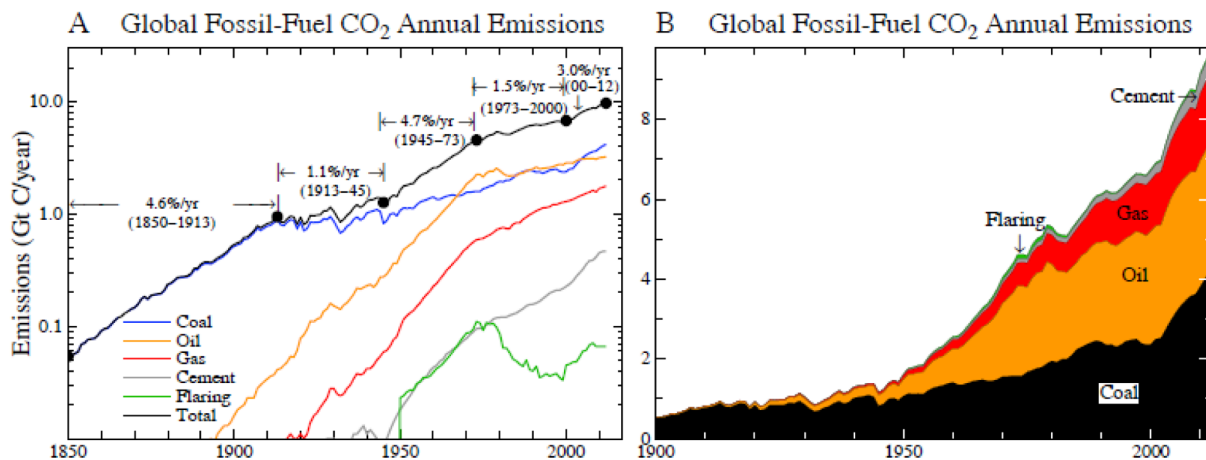 A Global Fossil-Fuel CO₂ Annual Emissions
Emissions (Gt C/year)
10.0
1.0
0.1
4.6%/yr
(1850–1913)
1.1%/yr
(1913–45)
4.7%/yr
(1945–73)
1.5%/yr
(1973–2000)
3.0%/yr
(00–12)
Coal
Oil
Gas
Cement
Flaring
Total
1850 1900 1950 2000
B Global Fossil-Fuel CO₂ Annual Emissions
8
6
4
2
0
Cement
Flaring
Gas
Oil
Coal
1900 1950 2000